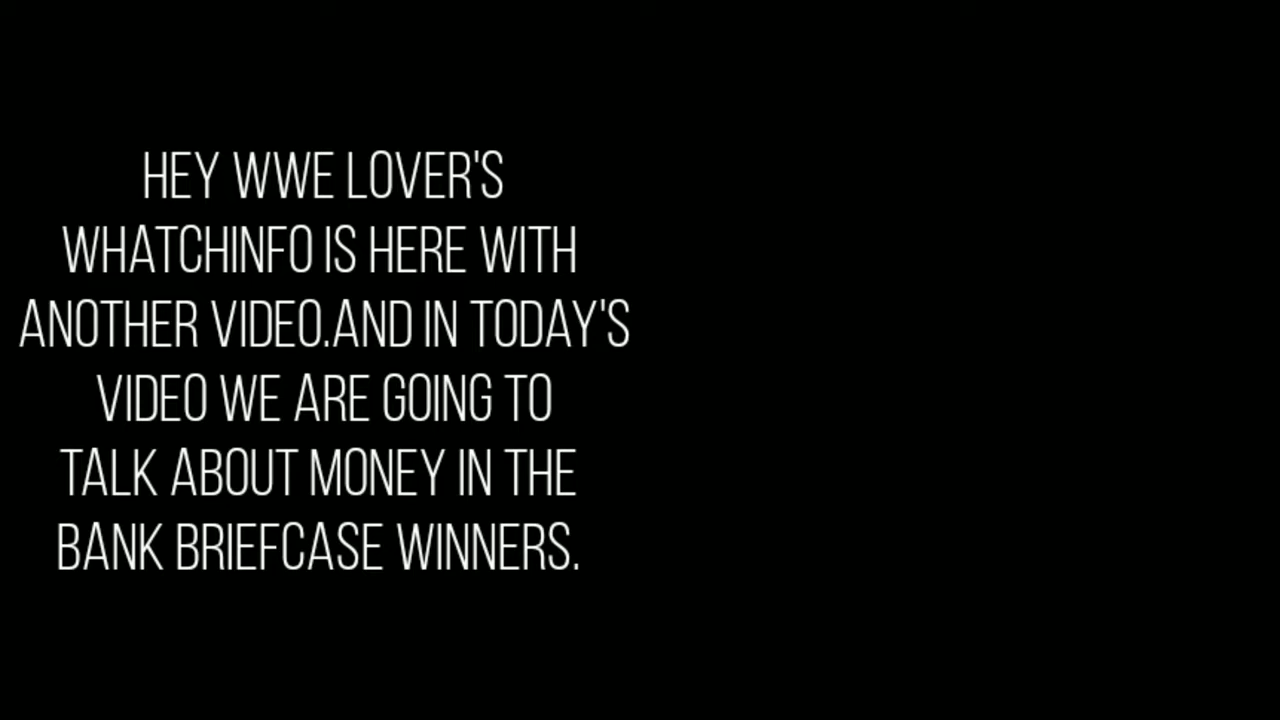 HEY WWE LOVER'S
WHATCHINFO IS HERE WITH
ANOTHER VIDEO.AND IN TODAY'S
VIDEO WE ARE GOING TO
TALK ABOUT MONEY IN THE
BANK BRIEFCASE WINNERS.